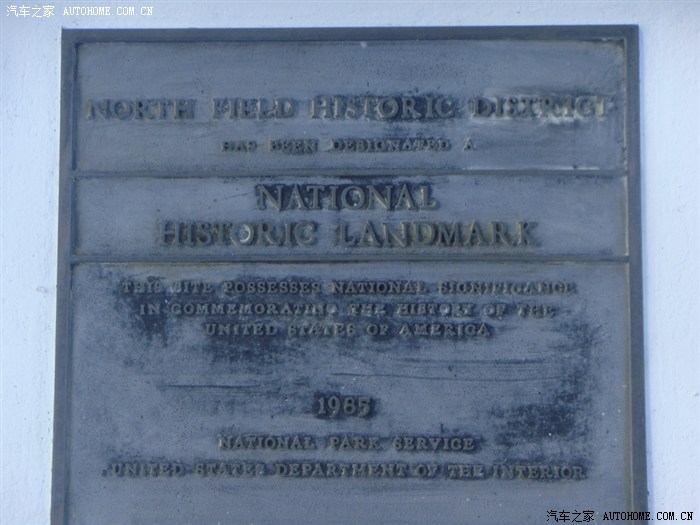 汽车之家 AUTOHOME.COM.CN
NORTH FIELD HISTORIC DISTRICT
HAS BEEN DESIGNATED A
NATIONAL
HISTORIC LANDMARK
THIS SITE POSSESSES NATIONAL SIGNIFICANCE
IN COMMEMORATING THE HISTORY OF THE
UNITED STATES OF AMERICA
1985
NATIONAL PARK SERVICE
UNITED STATES DEPARTMENT OF THE INTERIOR
汽车之家 AUTOHOME.COM.CN